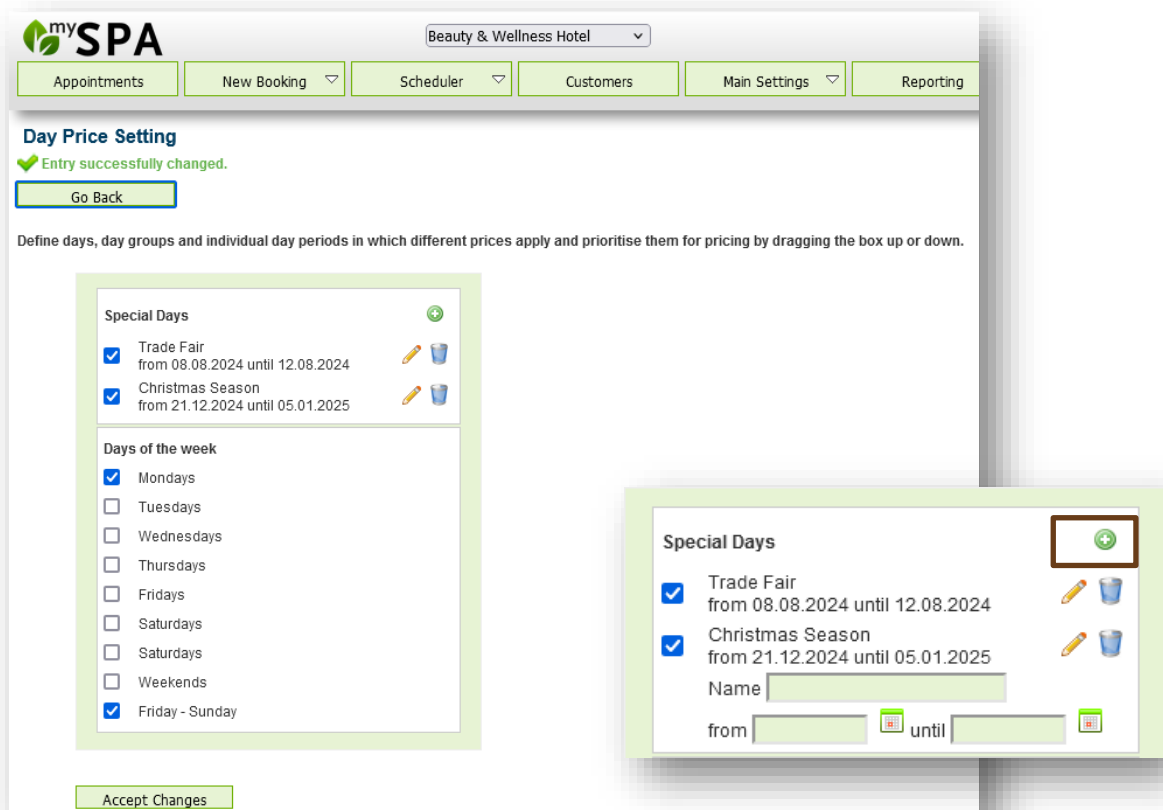 mySPA
Beauty & Wellness Hotel
Appointments
New Booking
Scheduler
Customers
Main Settings
Reporting
Day Price Setting
Entry successfully changed.
Go Back
Define days, day groups and individual day periods in which different prices apply and prioritise them for pricing by dragging the box up or down.
Special Days
Trade Fair
from 08.08.2024 until 12.08.2024
Christmas Season
from 21.12.2024 until 05.01.2025
Days of the week
Mondays
Tuesdays
Wednesdays
Thursdays
Fridays
Saturdays
Saturdays
Weekends
Friday - Sunday
Accept Changes
Special Days
Trade Fair
from 08.08.2024 until 12.08.2024
Christmas Season
from 21.12.2024 until 05.01.2025
Name
from until